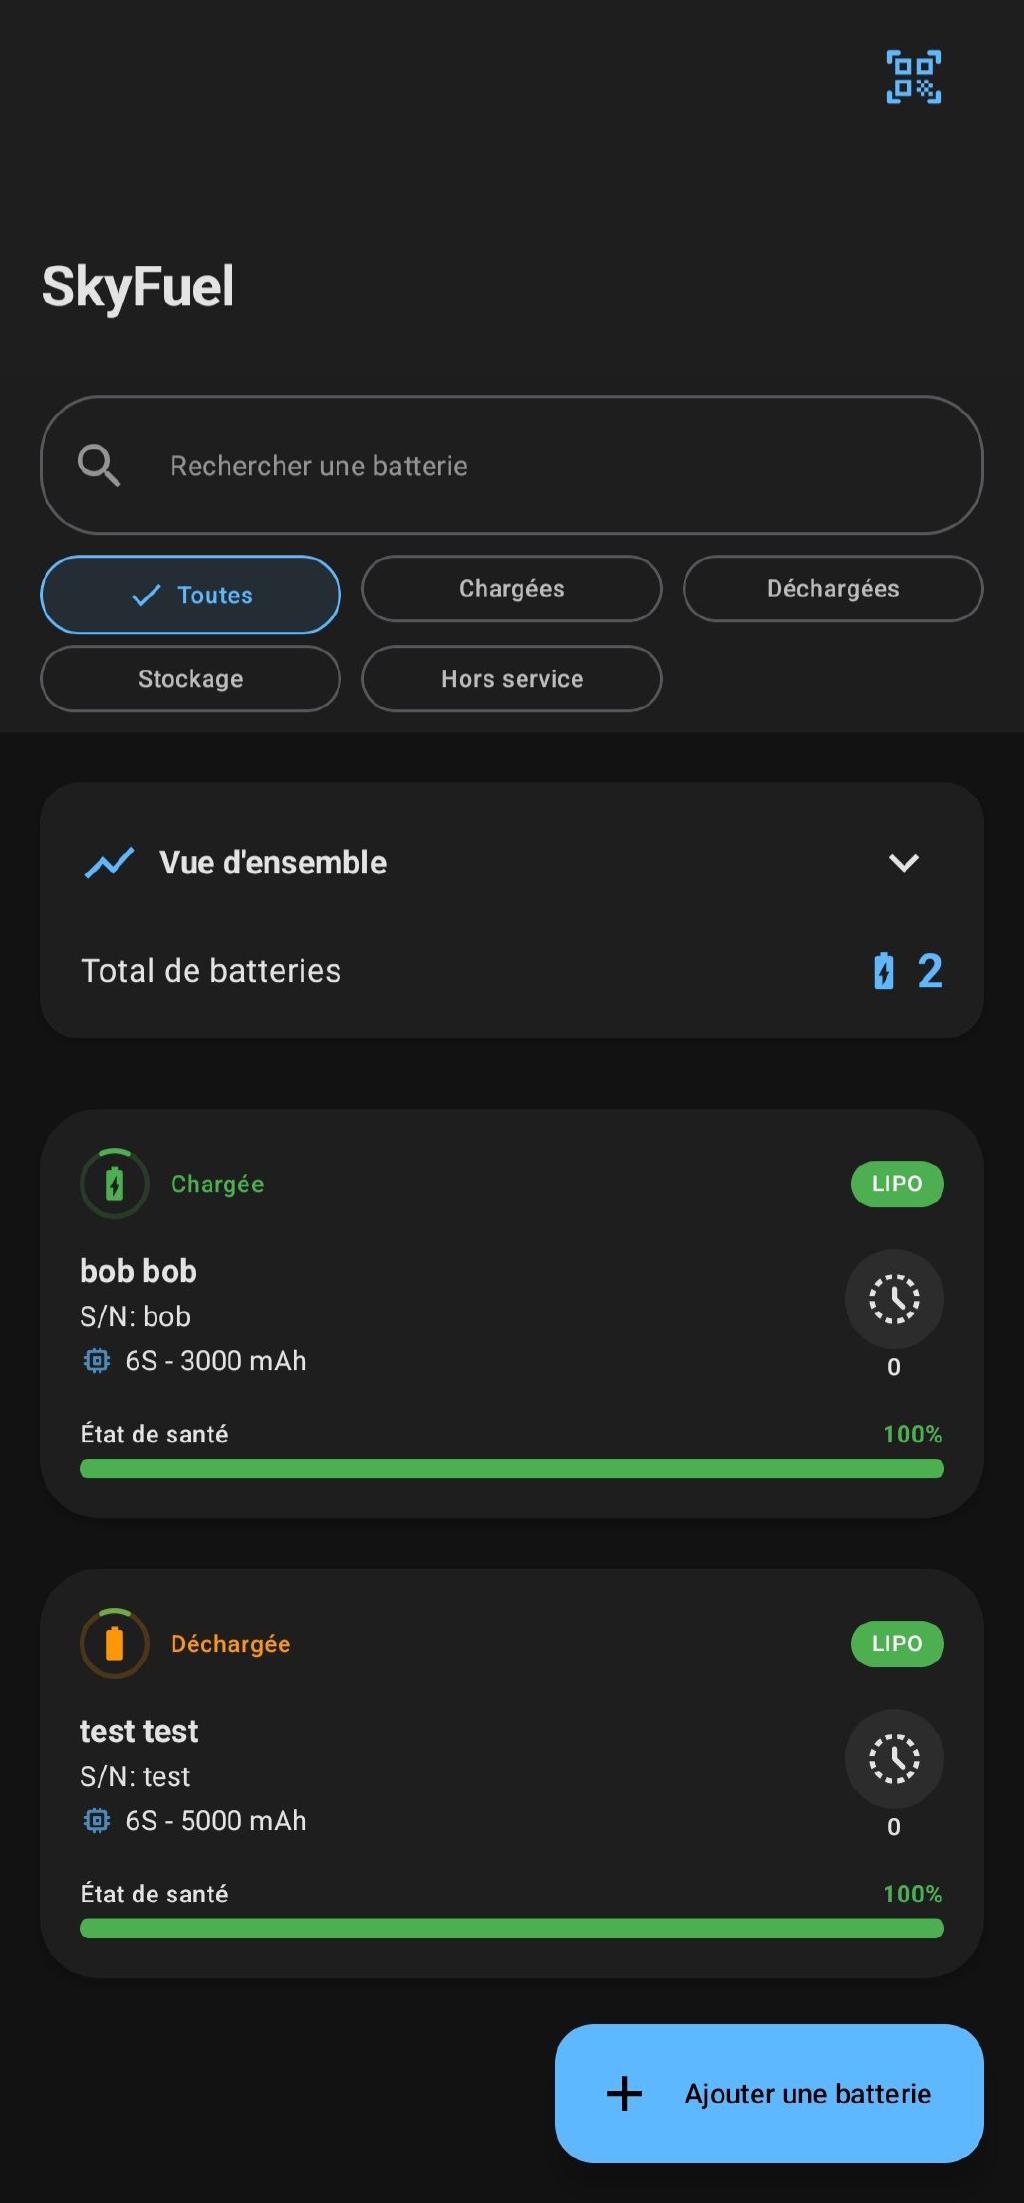 SkyFuel
Rechercher une batterie
Toutes
Chargées
Déchargées
Stockage
Hors service
Vue d'ensemble
Total de batteries
2
Chargée
LIPO
bob bob
S/N: bob
6S - 3000 mAh
0
État de santé
100%
Déchargée
LIPO
test test
S/N: test
6S - 5000 mAh
0
État de santé
100%
Ajouter une batterie